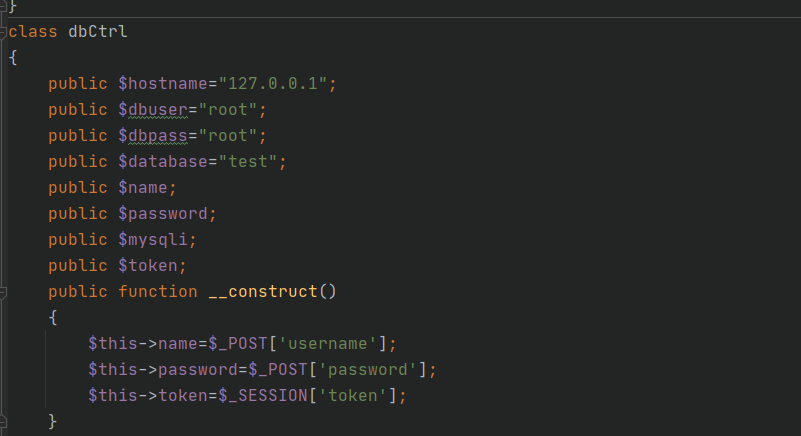 }
class dbCtrl
{
    public $hostname="127.0.0.1";
    public $dbuser="root";
    public $dbpass="root";
    public $database="test";
    public $name;
    public $password;
    public $mysqli;
    public $token;
    public function __construct()
    {
        $this->name=$_POST['username'];
        $this->password=$_POST['password'];
        $this->token=$_SESSION['token'];
    }